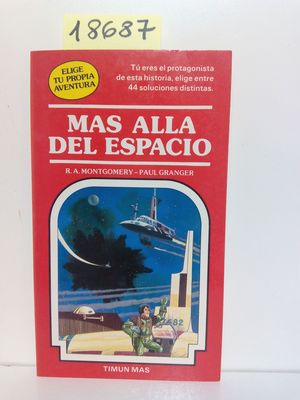 18687
ELIGE
TU PROPIA
AVENTURA
Tú eres el protagonista
de esta historia, elige entre
44 soluciones distintas.
MAS ALLA
DEL ESPACIO
R. A. MONTGOMERY – PAUL GRANGER
TIMUN MAS